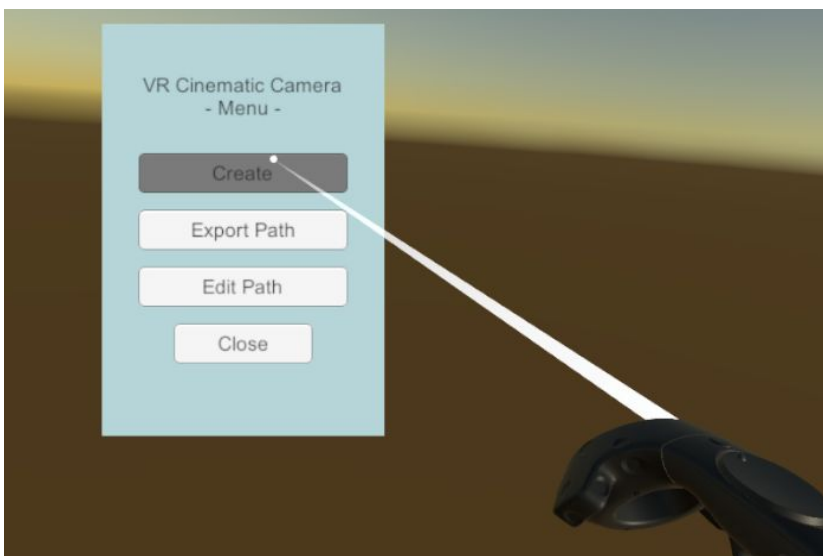 VR Cinematic Camera
- Menu -
Create
Export Path
Edit Path
Close